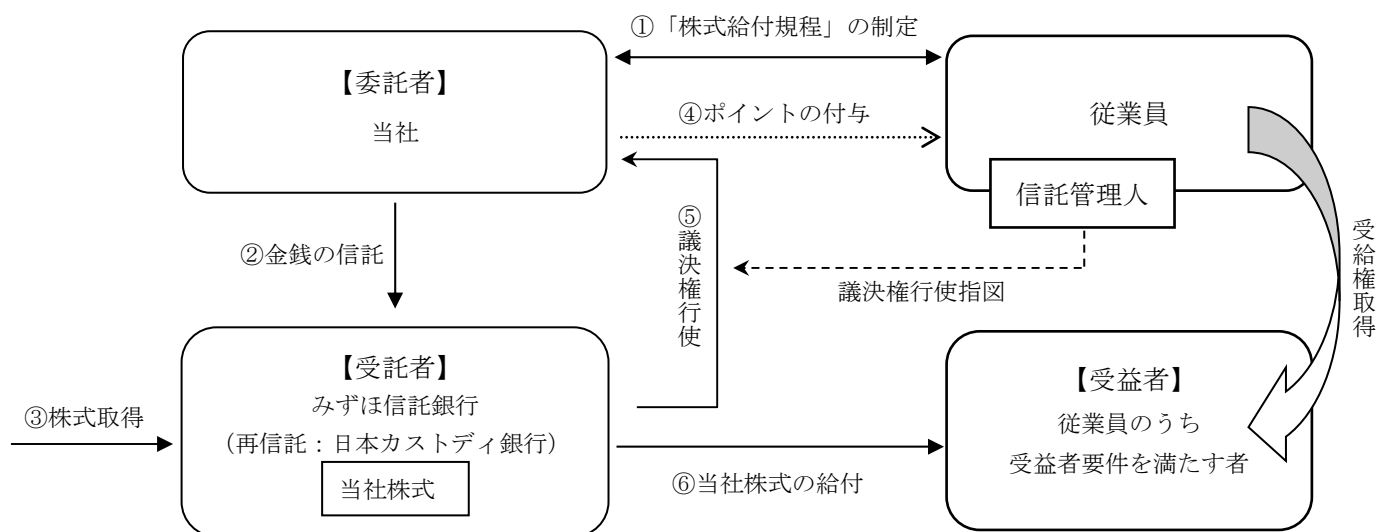 ①「株式給付規程」の制定
【委託者】
当社
④ポイントの付与
従業員
信託管理人
②金銭の信託
⑤議決権行使
議決権行使指図
受給権取得
【受託者】
みずほ信託銀行
(再信託：日本カストディ銀行)
当社株式
③株式取得
⑥当社株式の給付
【受益者】
従業員のうち
受益者要件を満たす者